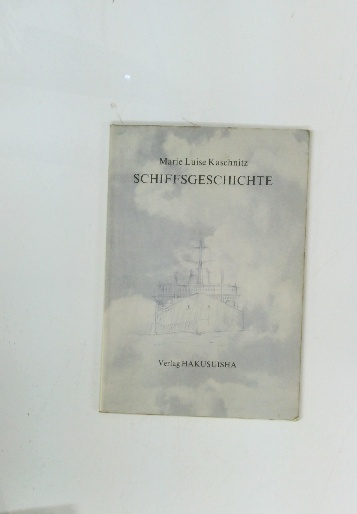 Marie Luise Kaschnitz
SCHIFFSGESCHICHTE
Verlag HAKUSUISHA